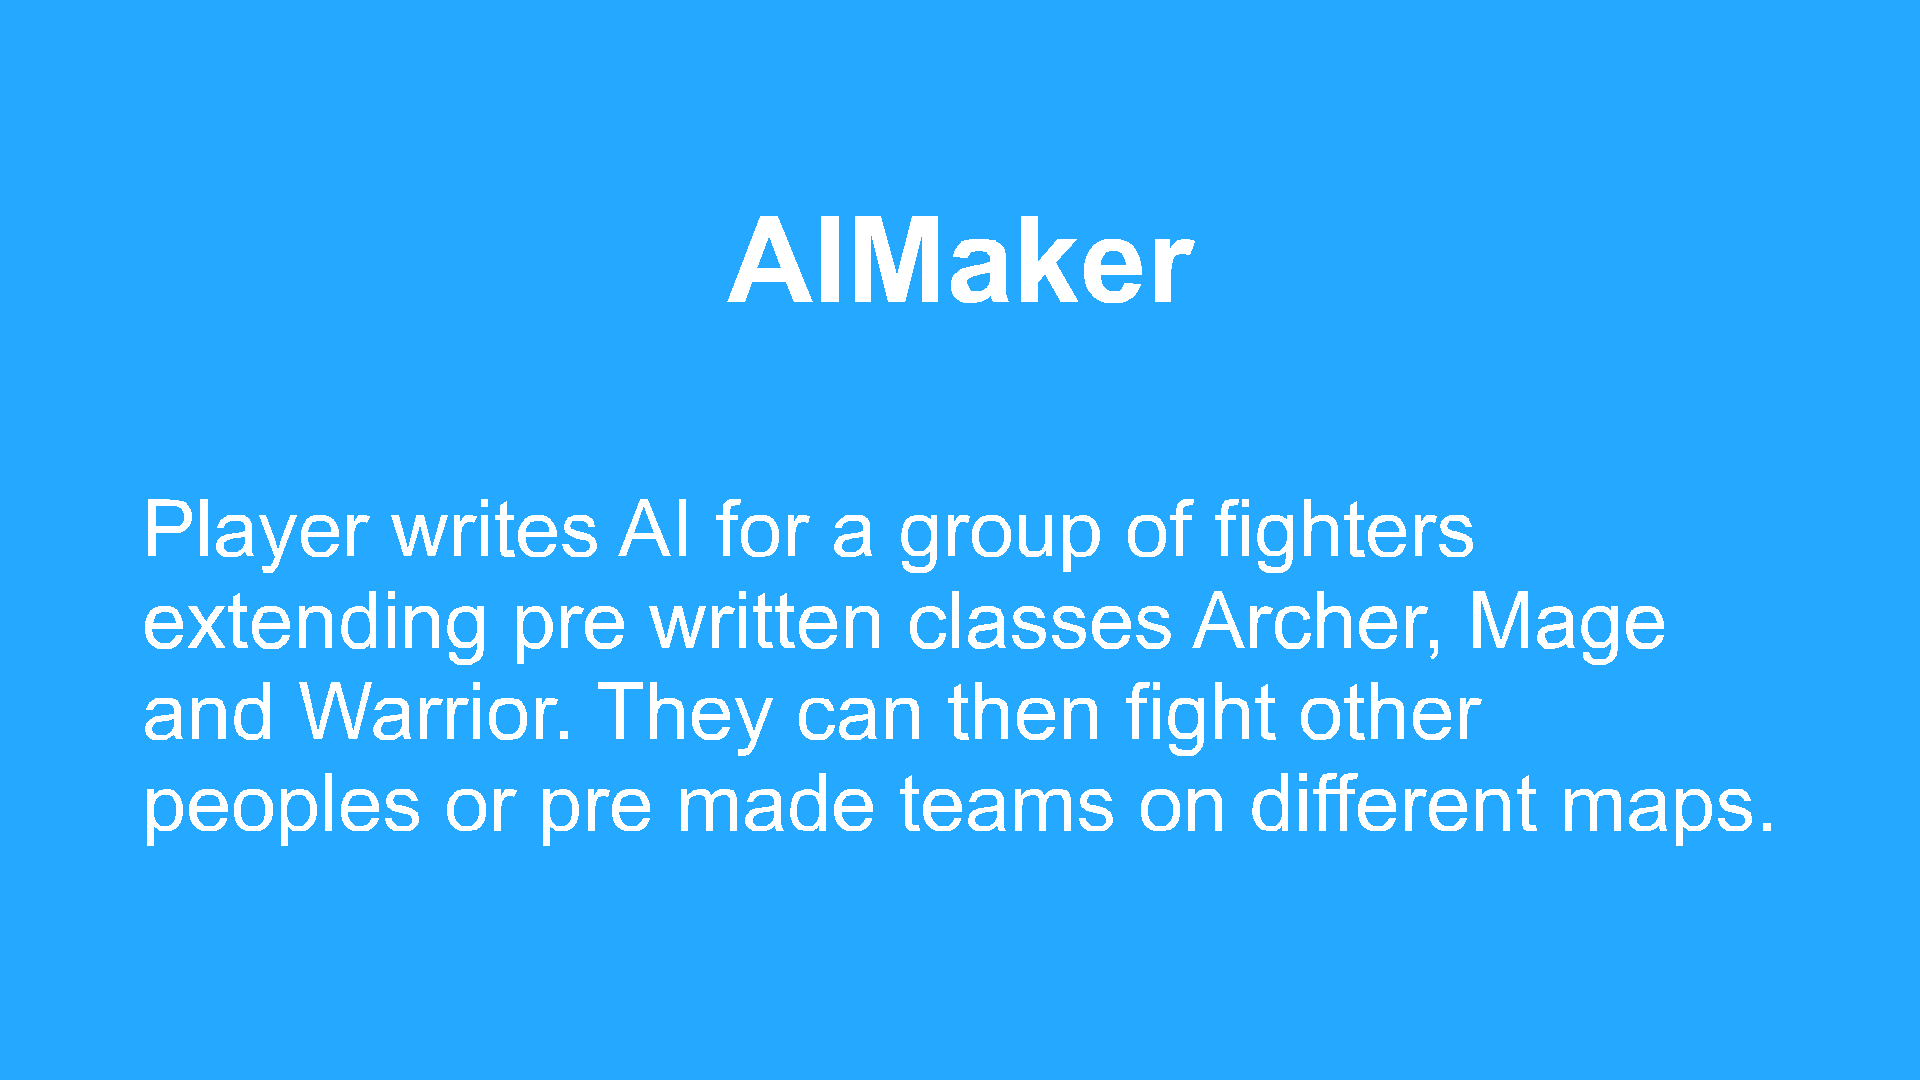 AIMaker
Player writes AI for a group of fighters
extending pre written classes Archer, Mage
and Warrior. They can then fight other
peoples or pre made teams on different maps.